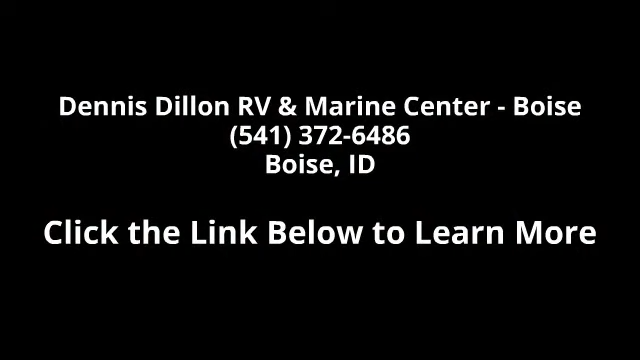 Dennis Dillon RV & Marine Center - Boise
(541) 372-6486
Boise, ID
Click the Link Below to Learn More